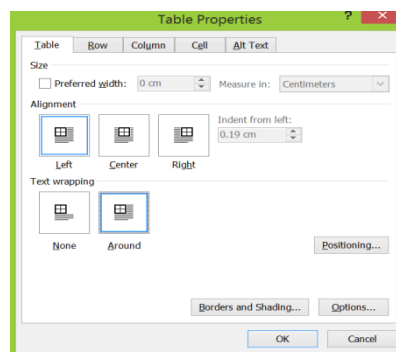 Table Properties ?
Table Row Column Cell Alt Text
Size
Preferred width: 0 cm Measure in: Centimeters
Alignment
Indent from left:
0.19 cm
Left Center Right
Text wrapping
None Around
Positioning...
Borders and Shading... Options...
OK Cancel